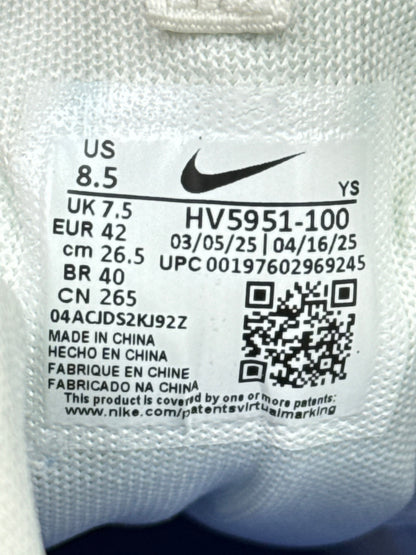 US
8.5
YS
UK 7.5
EUR 42
cm 26.5
BR 40
CN 265
HV5951-100
03/05/25 | 04/16/25
UPC 00197602969245
04ACJDS2KJ92Z
MADE IN CHINA
HECHO EN CHINA
FABRIQUE EN CHINE
FABRICADO NA CHINA
This product is covered by one or more patents:
www.nike.com/patentsvirtualmarking